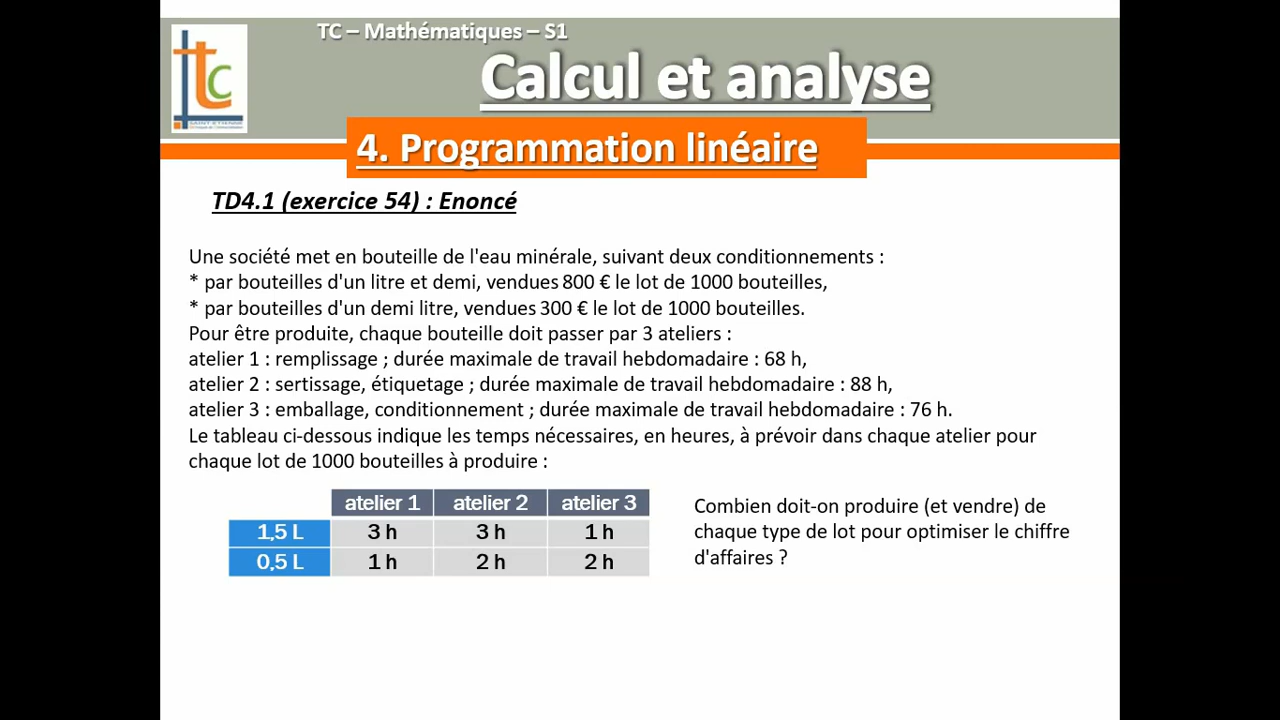 TC – Mathématiques – S1
Calcul et analyse
4. Programmation linéaire
TD4.1 (exercice 54) : Enoncé
Une société met en bouteille de l'eau minérale, suivant deux conditionnements :
* par bouteilles d'un litre et demi, vendues 800 € le lot de 1000 bouteilles,
* par bouteilles d'un demi litre, vendues 300 € le lot de 1000 bouteilles.
Pour être produite, chaque bouteille doit passer par 3 ateliers :
atelier 1 : remplissage ; durée maximale de travail hebdomadaire : 68 h,
atelier 2 : sertissage, étiquetage ; durée maximale de travail hebdomadaire : 88 h,
atelier 3 : emballage, conditionnement ; durée maximale de travail hebdomadaire : 76 h.
Le tableau ci-dessous indique les temps nécessaires, en heures, à prévoir dans chaque atelier pour
chaque lot de 1000 bouteilles à produire :
atelier 1 atelier 2 atelier 3
1,5 L 3 h 3 h 1 h
0,5 L 1 h 2 h 2 h
Combien doit-on produire (et vendre) de
chaque type de lot pour optimiser le chiffre
d'affaires ?
tc